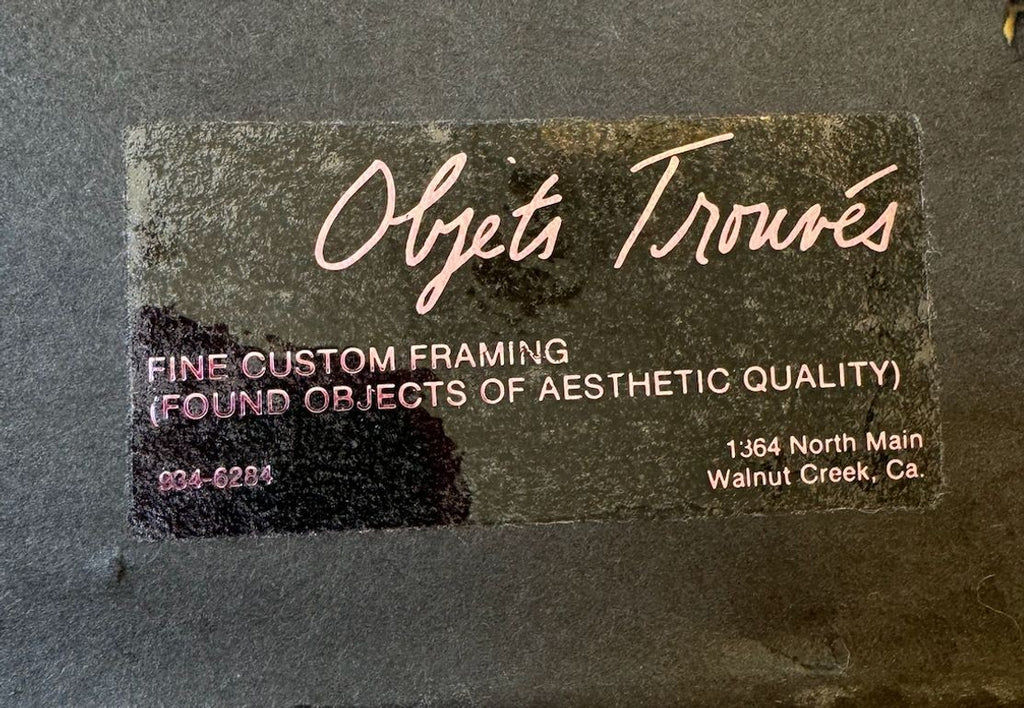 Objets Trouvés
FINE CUSTOM FRAMING
(FOUND OBJECTS OF AESTHETIC QUALITY)
934-6284
1364 North Main
Walnut Creek, Ca.